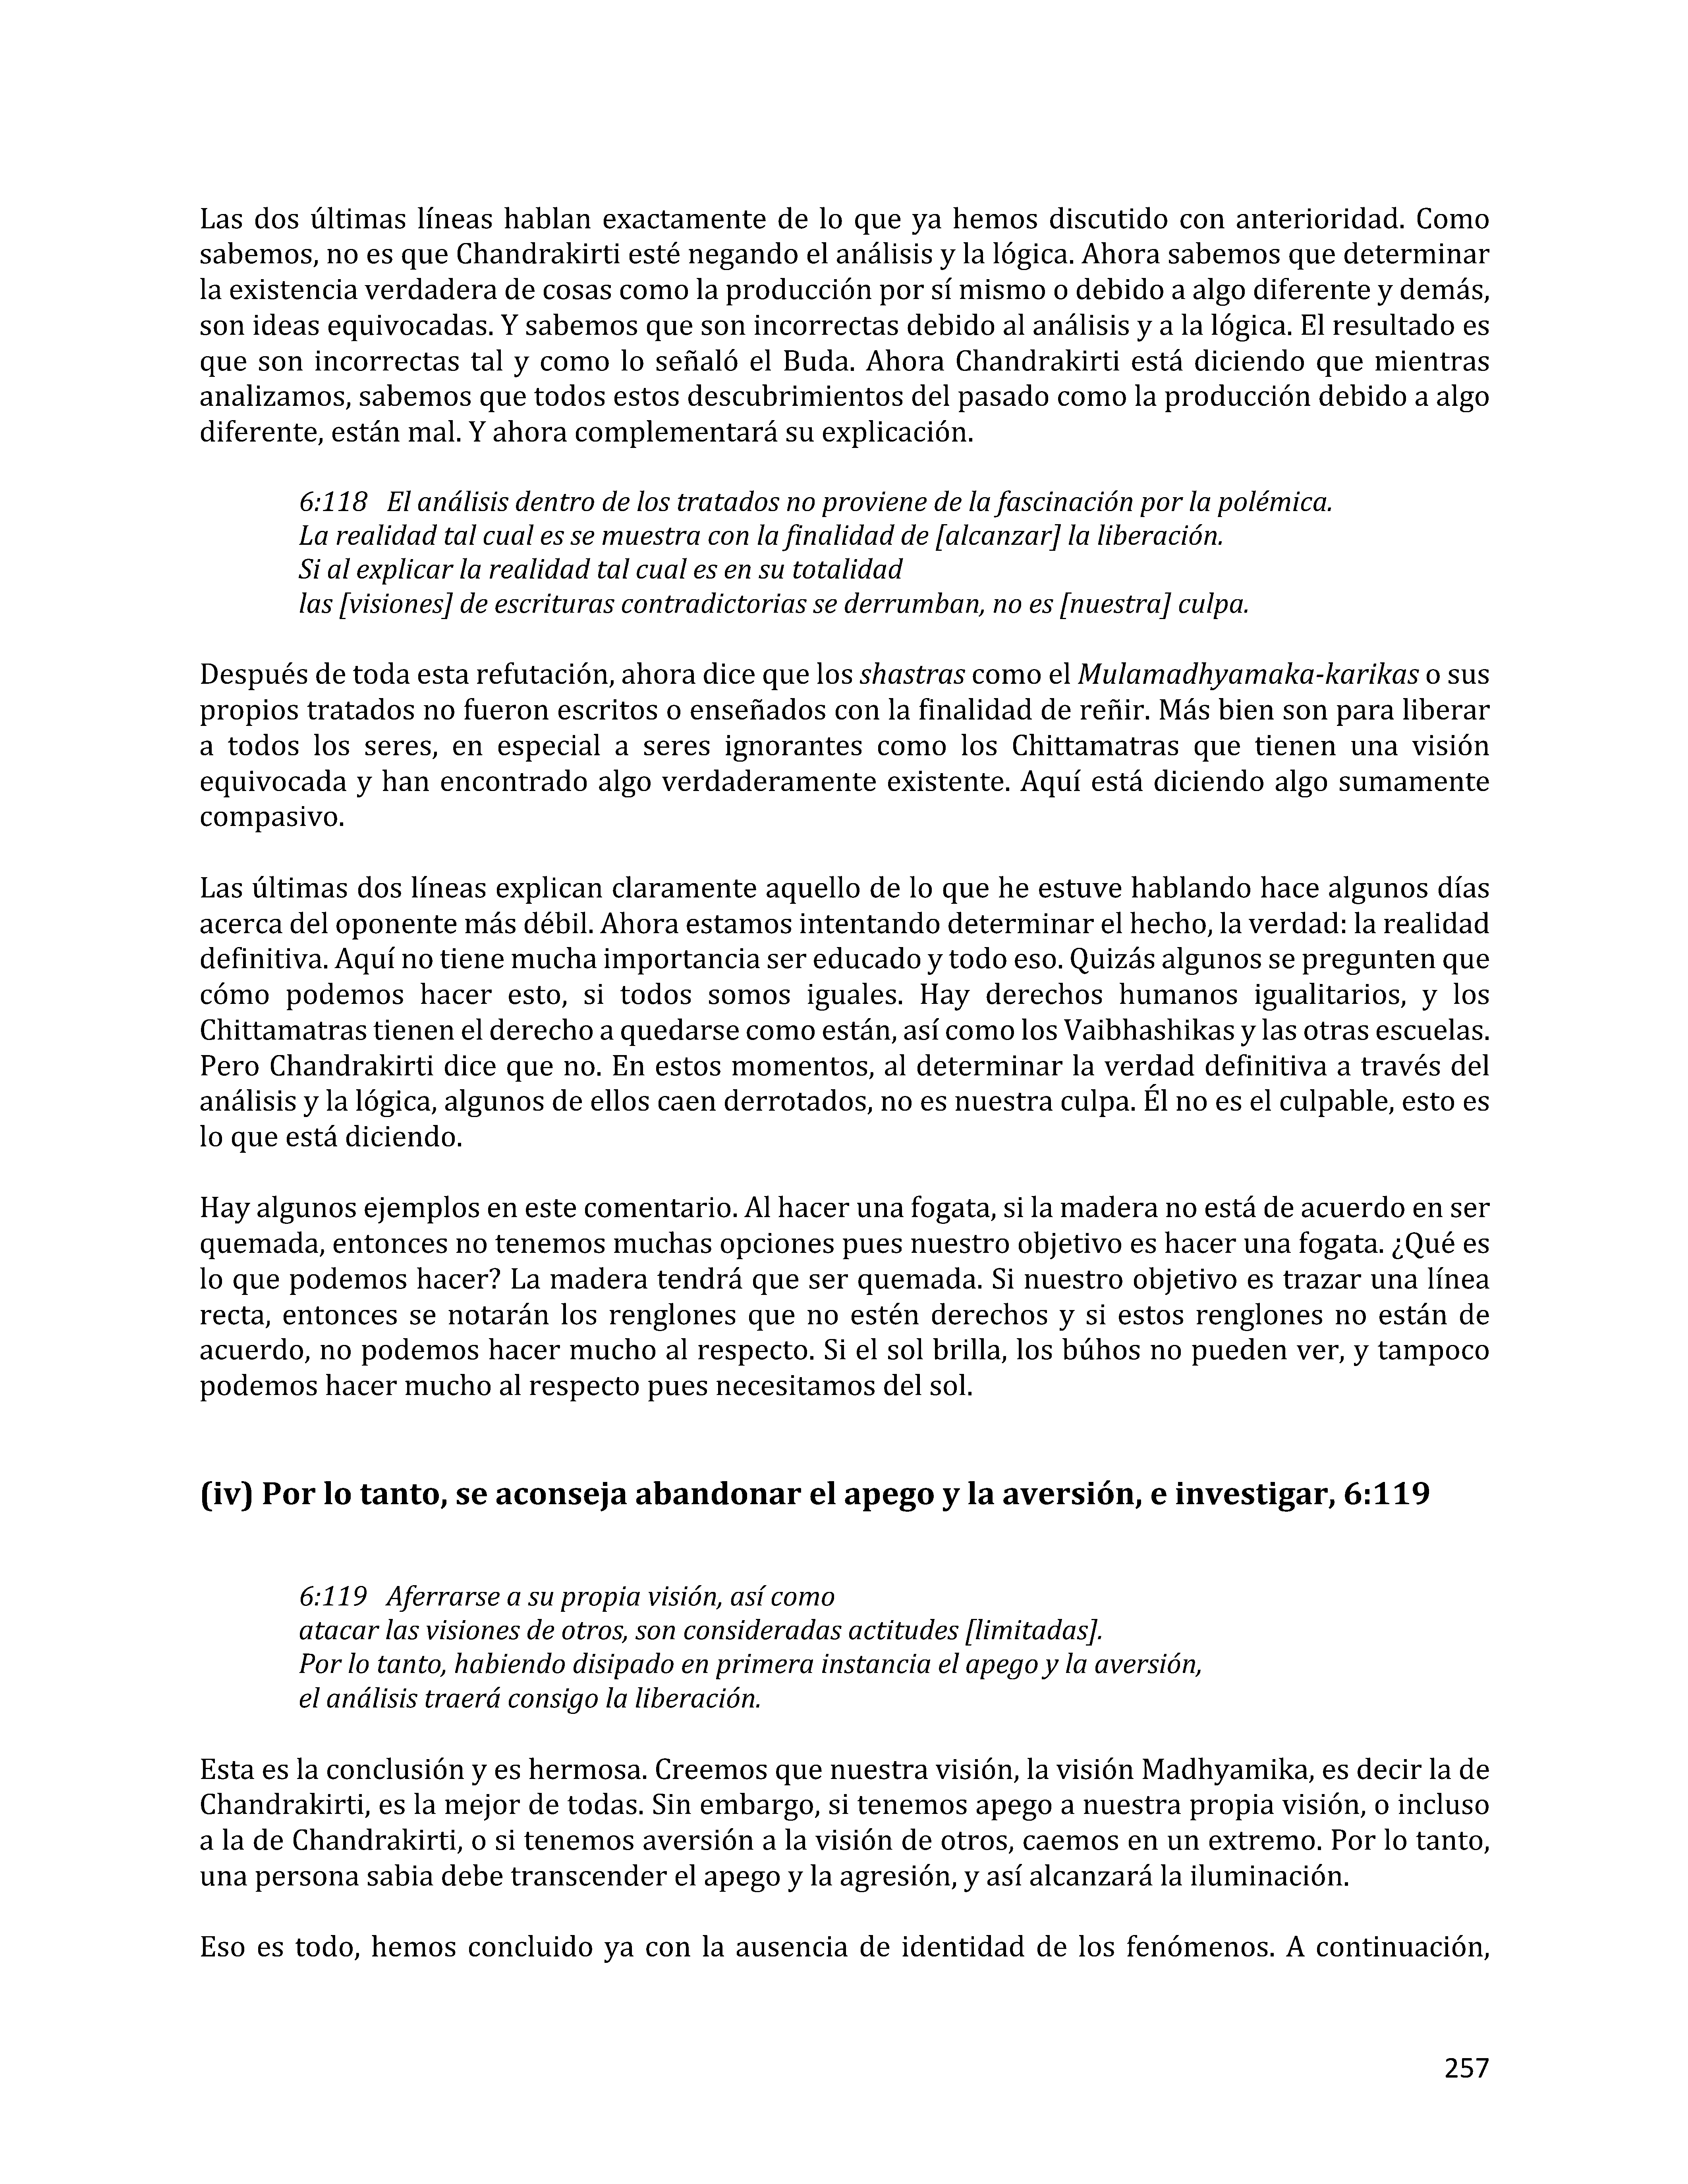 Las dos últimas líneas hablan exactamente de lo que ya hemos discutido con anterioridad. Como
sabemos, no es que Chandrakirti esté negando el análisis y la lógica. Ahora sabemos que determinar
la existencia verdadera de cosas como la producción por sí mismo o debido a algo diferente y demás,
son ideas equivocadas. Y sabemos que son incorrectas debido al análisis y a la lógica. El resultado es
que son incorrectas tal y como lo señaló el Buda. Ahora Chandrakirti está diciendo que mientras
analizamos, sabemos que todos estos descubrimientos del pasado como la producción debido a algo
diferente, están mal. Y ahora complementará su explicación.
6:118 El análisis dentro de los tratados no proviene de la fascinación por la polémica.
La realidad tal cual es se muestra con la finalidad de [alcanzar] la liberación.
Si al explicar la realidad tal cual es en su totalidad
las [visiones] de escrituras contradictorias se derrumban, no es [nuestra] culpa.
Después de toda esta refutación, ahora dice que los shastras como el Mulamadhyamaka-karikas o sus
propios tratados no fueron escritos o enseñados con la finalidad de reñir. Más bien son para liberar
a todos los seres, en especial a seres ignorantes como los Chittamatras que tienen una visión
equivocada y han encontrado algo verdaderamente existente. Aquí está diciendo algo sumamente
compasivo.
Las últimas dos líneas explican claramente aquello de lo que he estuve hablando hace algunos días
acerca del oponente más débil. Ahora estamos intentando determinar el hecho, la verdad: la realidad
definitiva. Aquí no tiene mucha importancia ser educado y todo eso. Quizás algunos se pregunten que
cómo podemos hacer esto, si todos somos iguales. Hay derechos humanos igualitarios, y los
Chittamatras tienen el derecho a quedarse como están, así como los Vaibhashikas y las otras escuelas.
Pero Chandrakirti dice que no. En estos momentos, al determinar la verdad definitiva a través del
análisis y la lógica, algunos de ellos caen derrotados, no es nuestra culpa. Él no es el culpable, esto es
lo que está diciendo.
Hay algunos ejemplos en este comentario. Al hacer una fogata, si la madera no está de acuerdo en ser
quemada, entonces no tenemos muchas opciones pues nuestro objetivo es hacer una fogata. ¿Qué es
lo que podemos hacer? La madera tendrá que ser quemada. Si nuestro objetivo es trazar una línea
recta, entonces se notarán los renglones que no estén derechos y si estos renglones no están de
acuerdo, no podemos hacer mucho al respecto. Si el sol brilla, los búhos no pueden ver, y tampoco
podemos hacer mucho al respecto pues necesitamos del sol.
(iv) Por lo tanto, se aconseja abandonar el apego y la aversión, e investigar, 6:119
6:119 Aferrarse a su propia visión, así como
atacar las visiones de otros, son consideradas actitudes [limitadas].
Por lo tanto, habiendo disipado en primera instancia el apego y la aversión,
el análisis traerá consigo la liberación.
Esta es la conclusión y es hermosa. Creemos que nuestra visión, la visión Madhyamika, es decir la de
Chandrakirti, es la mejor de todas. Sin embargo, si tenemos apego a nuestra propia visión, o incluso
a la de Chandrakirti, o si tenemos aversión a la visión de otros, caemos en un extremo. Por lo tanto,
una persona sabia debe transcender el apego y la agresión, y así alcanzará la iluminación.
Eso es todo, hemos concluido ya con la ausencia de identidad de los fenómenos. A continuación,
257